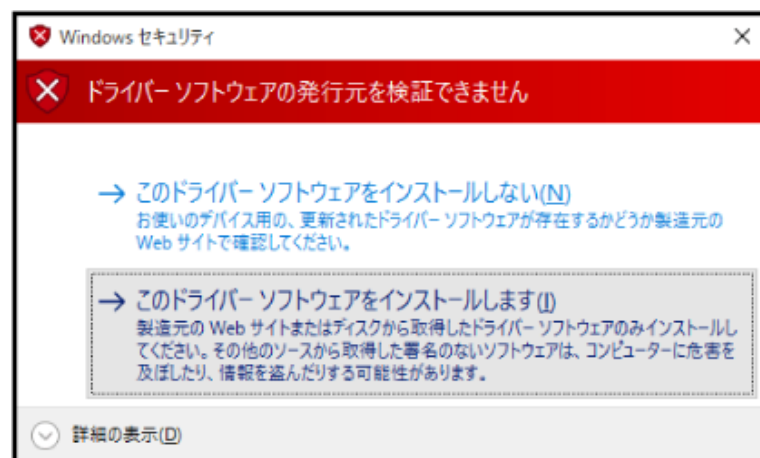 Windows セキュリティ
ドライバー ソフトウェアの発行元を検証できません
このドライバー ソフトウェアをインストールしない(N)
お使いのデバイス用の、更新されたドライバー ソフトウェアが存在するかどうか製造元の
Web サイトで確認してください。
このドライバー ソフトウェアをインストールします(I)
製造元の Web サイトまたはディスクから取得したドライバー ソフトウェアのみインストールし
てください。その他のソースから取得した署名のないソフトウェアは、コンピューターに危害を
及ぼしたり、情報を盗んだりする可能性があります。
詳細の表示(D)